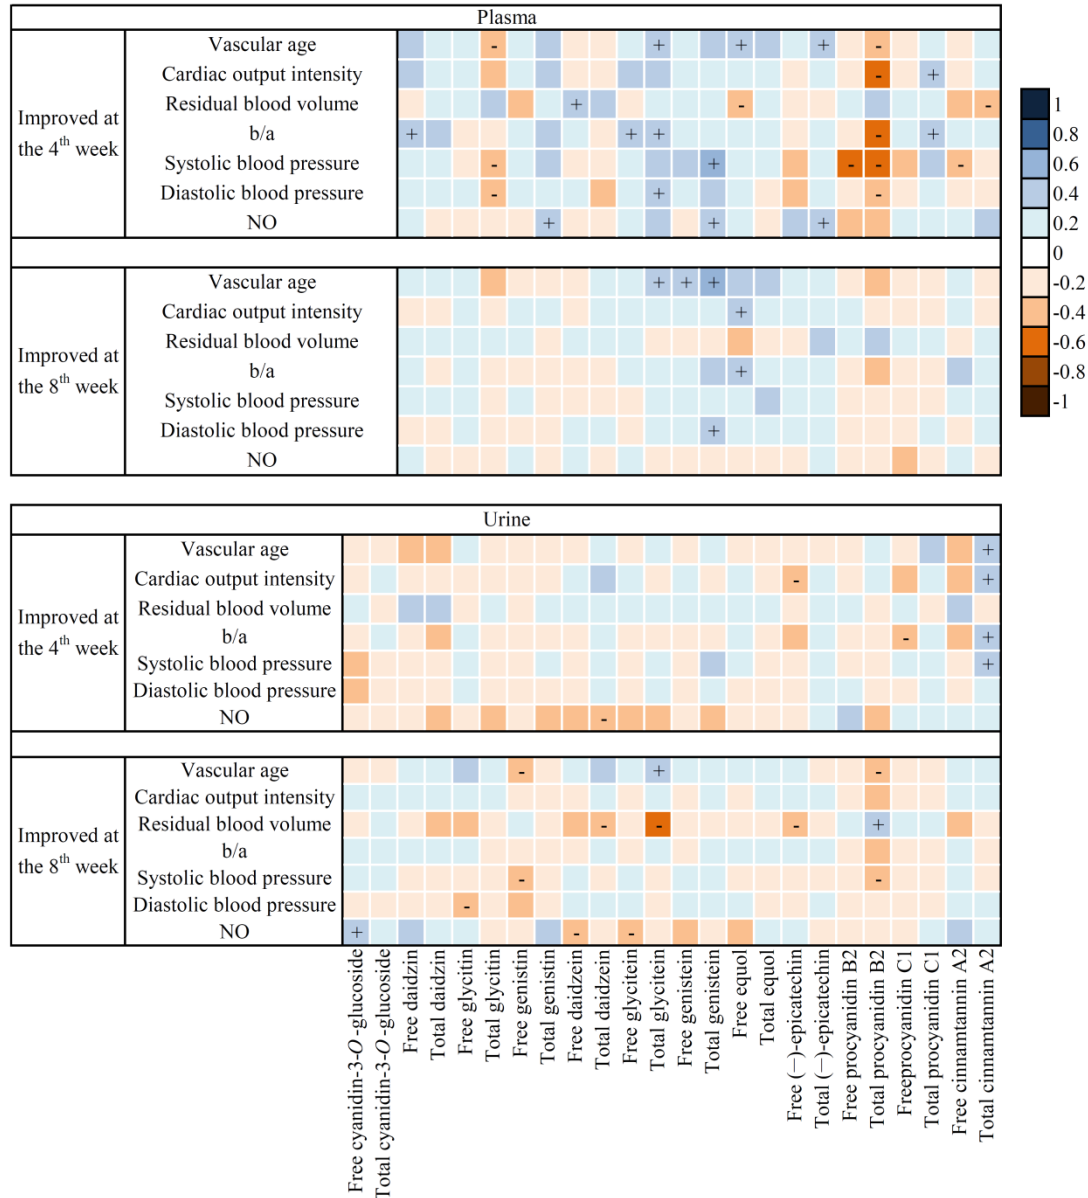 Plasma
Improved at
the 4th week
Vascular age - + + + -
Cardiac output intensity - +
Residual blood volume + - -
b/a + + + - +
Systolic blood pressure - + - - -
Diastolic blood pressure - + -
NO + + +
Improved at
the 8th week
Vascular age + + +
Cardiac output intensity +
Residual blood volume
b/a +
Systolic blood pressure
Diastolic blood pressure +
NO
1
0.8
0.6
0.4
0.2
0
-0.2
-0.4
-0.6
-0.8
-1
Urine
Improved at
the 4th week
Vascular age +
Cardiac output intensity - +
Residual blood volume
b/a - +
Systolic blood pressure +
Diastolic blood pressure
NO -
Improved at
the 8th week
Vascular age - + -
Cardiac output intensity
Residual blood volume - - - +
b/a
Systolic blood pressure - -
Diastolic blood pressure -
NO + - -
Free cyanidin-3-O-glucoside
Total cyanidin-3-O-glucoside
Free daidzin
Total daidzin
Free glycitin
Total glycitin
Free genistin
Total genistin
Free daidzein
Total daidzein
Free glycitein
Total glycitein
Free genistein
Total genistein
Free equol
Total equol
Free (−)-epicatechin
Total (−)-epicatechin
Free procyanidin B2
Total procyanidin B2
Freeprocyanidin C1
Total procyanidin C1
Free cinnamtannin A2
Total cinnamtannin A2